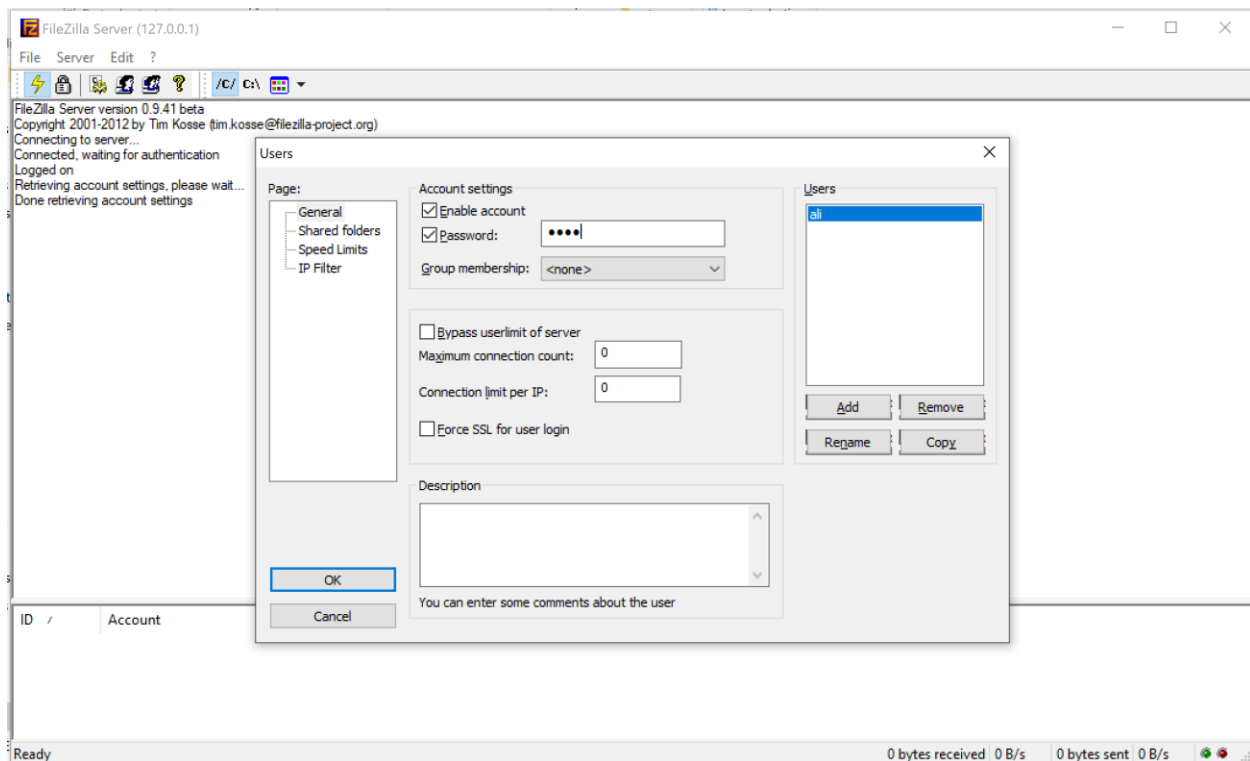 FileZilla Server (127.0.0.1)
File Server Edit ?
/C/ C:\
FileZilla Server version 0.9.41 beta
Copyright 2001-2012 by Tim Kosse (tim.kosse@filezilla-project.org)
Connecting to server...
Connected, waiting for authentication
Logged on
Retrieving account settings, please wait...
Done retrieving account settings
Users
Page:
General
Shared folders
Speed Limits
IP Filter
OK
Cancel
Account settings
Enable account
Password: ••••
Group membership: <none>
Bypass userlimit of server
Maximum connection count: 0
Connection limit per IP: 0
Force SSL for user login
Description
You can enter some comments about the user
Users
ali
Add Remove
Rename Copy
ID / Account
Ready 0 bytes received 0 B/s 0 bytes sent 0 B/s